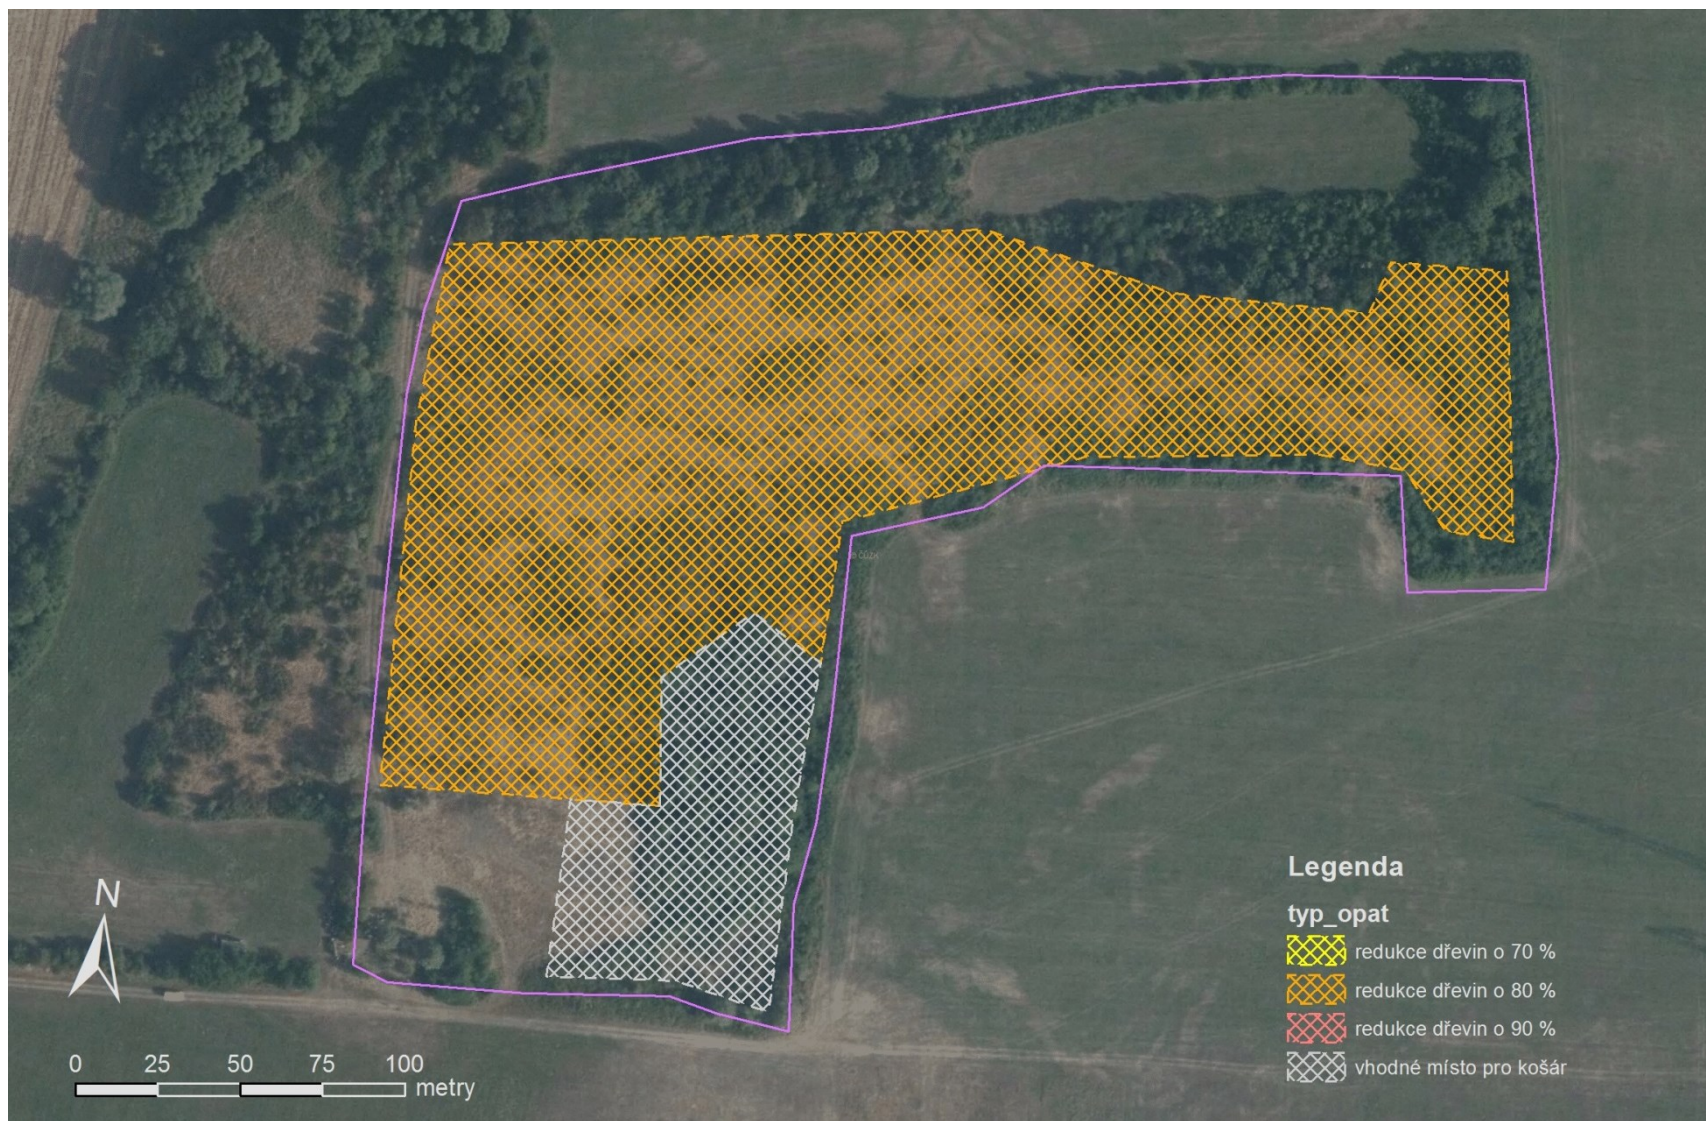 © ČÚZK
Legenda
typ_opat
redukce dřevin o 70 %
redukce dřevin o 80 %
redukce dřevin o 90 %
vhodné místo pro košár
N
0 25 50 75 100
metry